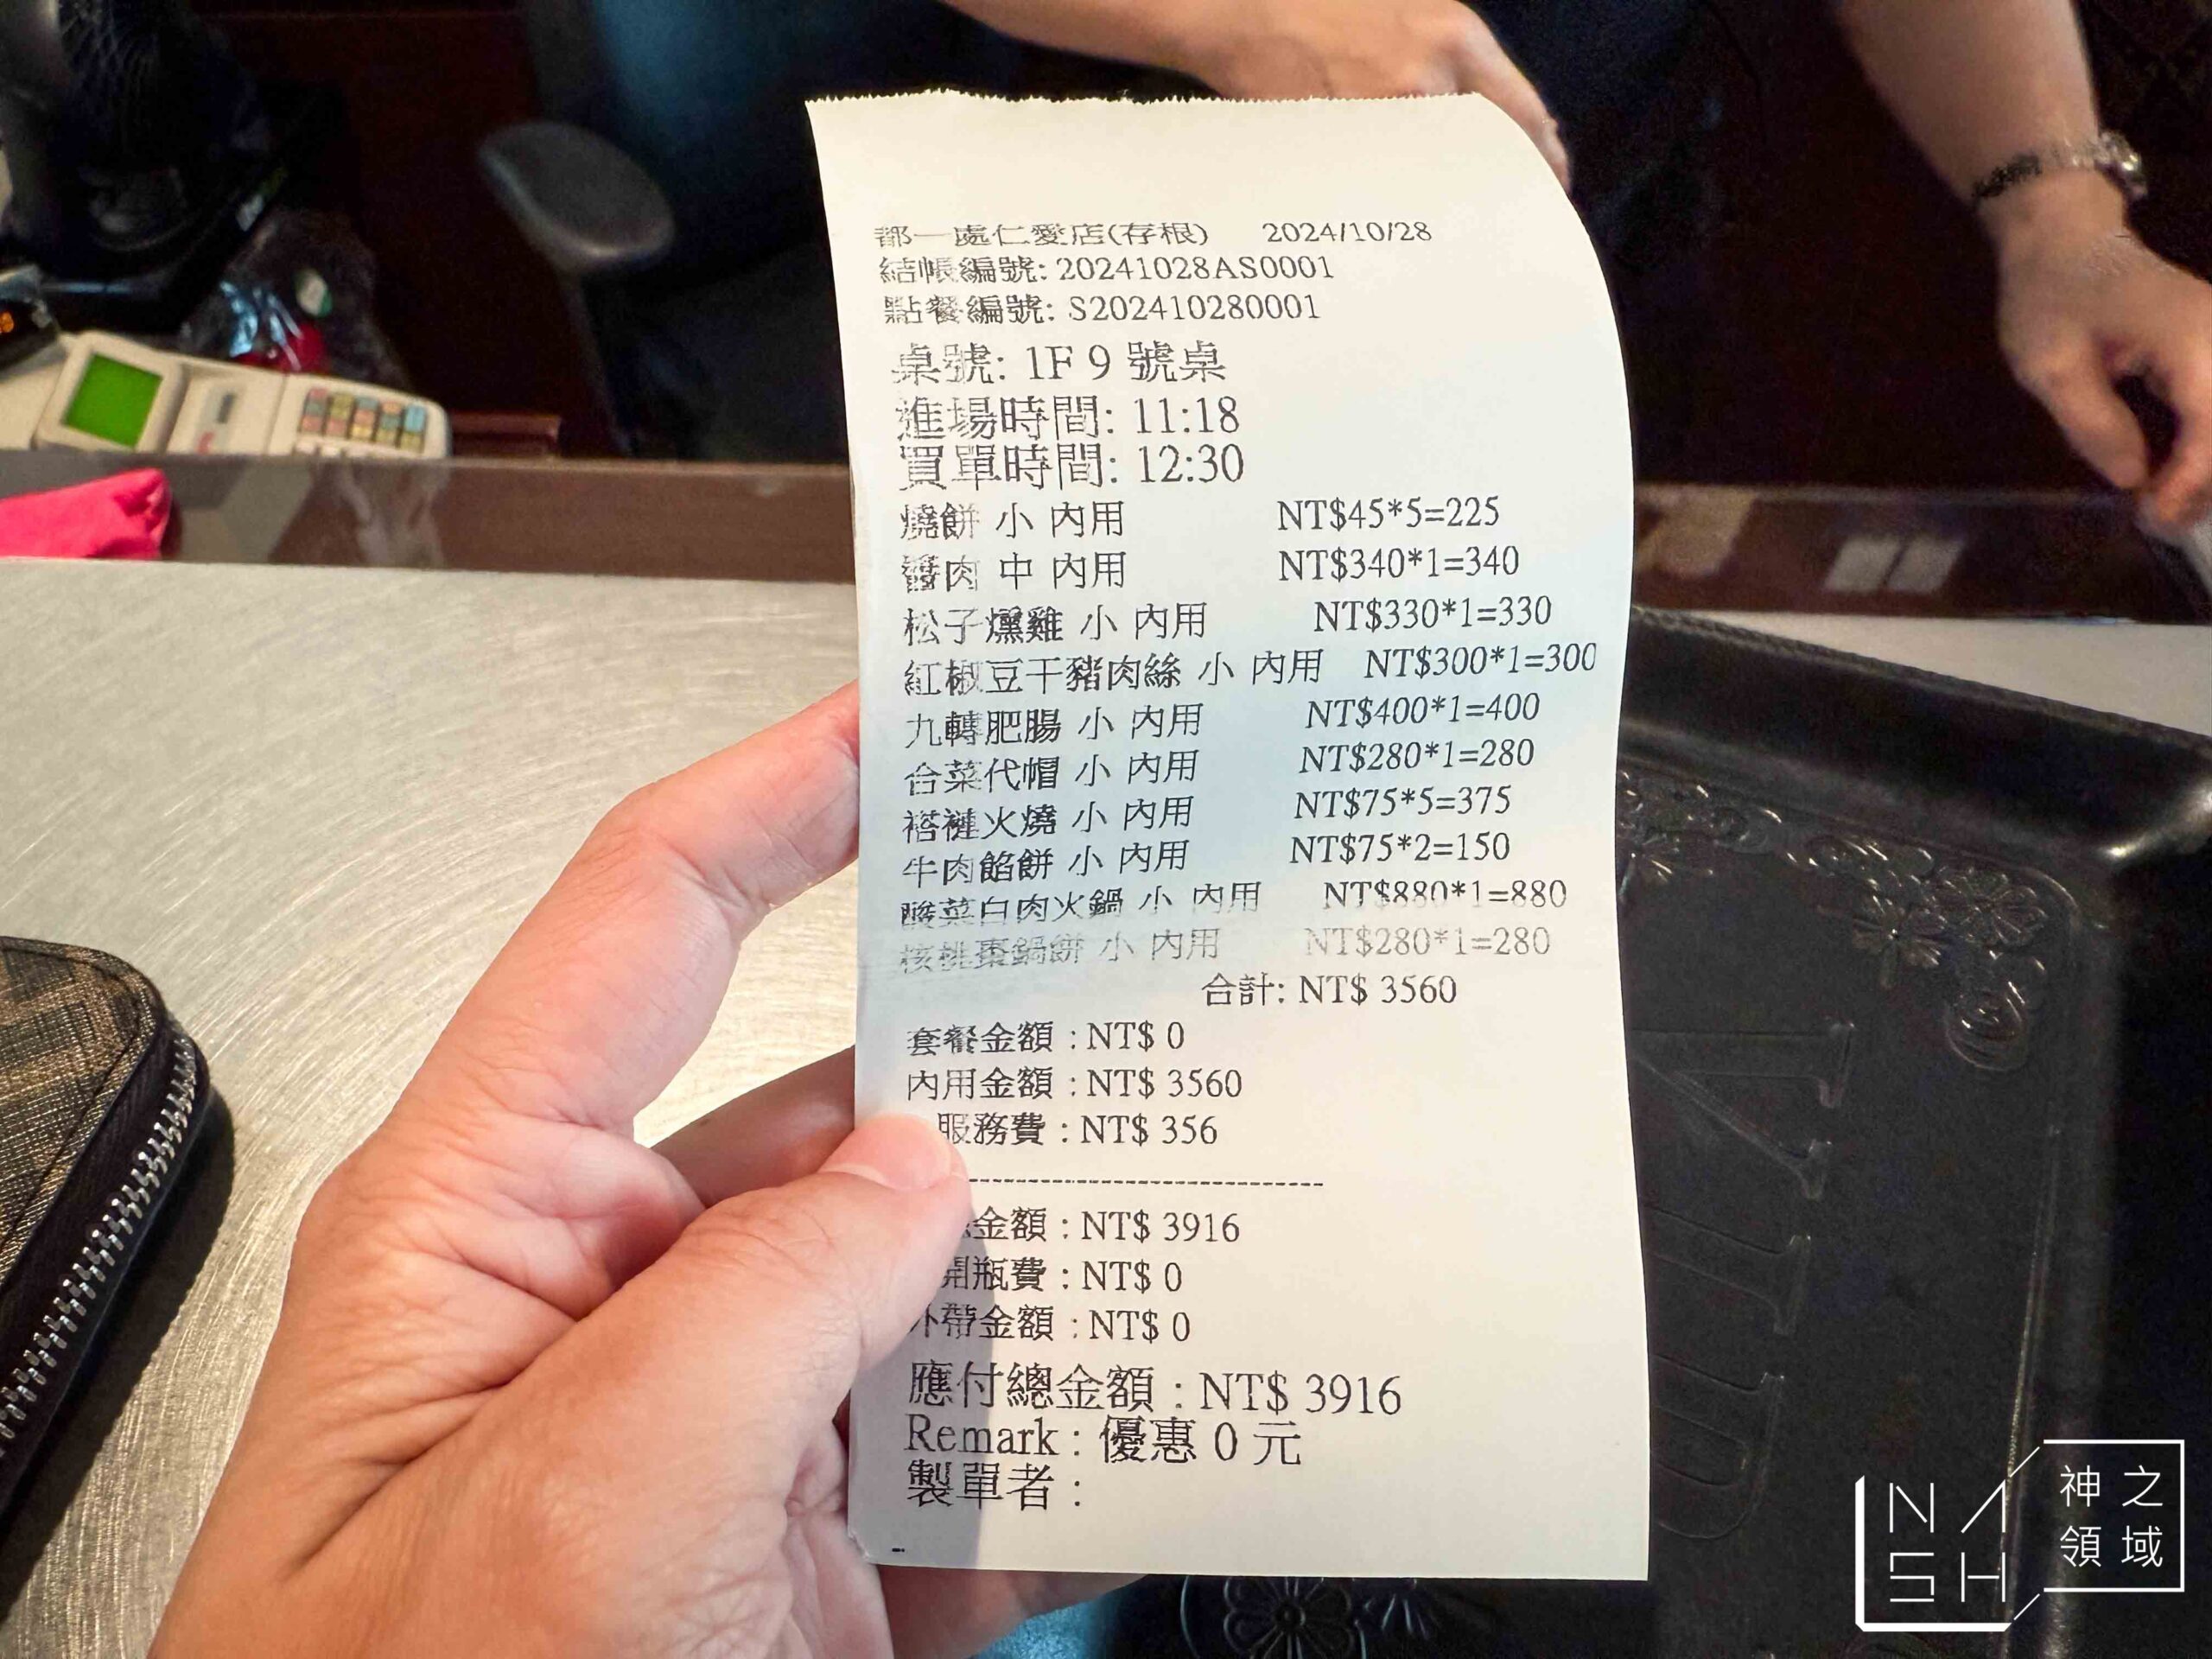 都一處仁愛店(存根) 2024/10/28
結帳編號: 20241028AS0001
點餐編號: S202410280001
桌號: 1F 9 號桌
進場時間: 11:18
買單時間: 12:30
燒餅 小 內用 NT$45*5=225
醬肉 中 內用 NT$340*1=340
松子燻雞 小 內用 NT$330*1=330
紅椒豆干豬肉絲 小 內用 NT$300*1=300
九轉肥腸 小 內用 NT$400*1=400
合菜代帽 小 內用 NT$280*1=280
褡褳火燒 小 內用 NT$75*5=375
牛肉餡餅 小 內用 NT$75*2=150
酸菜白肉火鍋 小 內用 NT$880*1=880
核桃棗鍋餅 小 內用 NT$280*1=280
合計: NT$ 3560
套餐金額 : NT$ 0
內用金額 : NT$ 3560
服務費 : NT$ 356
--------------------------------
金額 : NT$ 3916
開瓶費 : NT$ 0
外帶金額 : NT$ 0
應付總金額 : NT$ 3916
Remark : 優惠 0 元
製單者 :
NASH
神之
領域